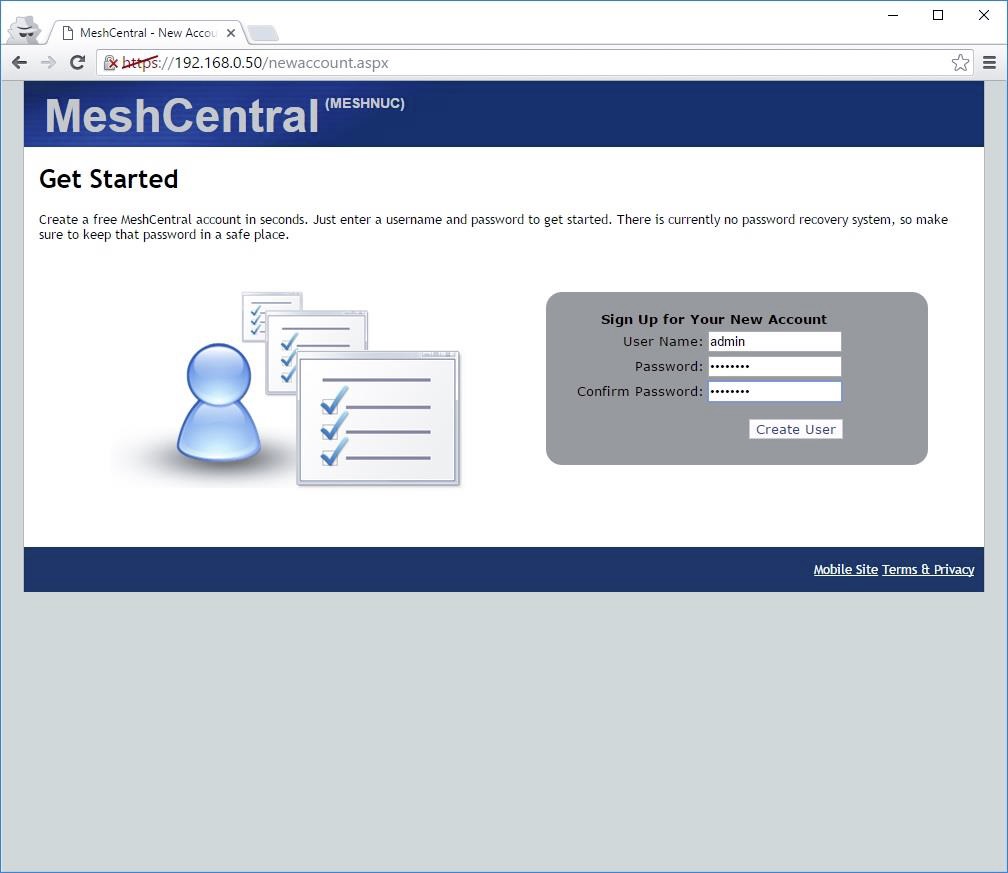 MeshCentral - New Accou
https://192.168.0.50/newaccount.aspx
MeshCentral (MESHNUC)
Get Started
Create a free MeshCentral account in seconds. Just enter a username and password to get started. There is currently no password recovery system, so make
sure to keep that password in a safe place.
Sign Up for Your New Account
User Name: admin
Password: ••••••••
Confirm Password: ••••••••
Create User
Mobile Site Terms & Privacy